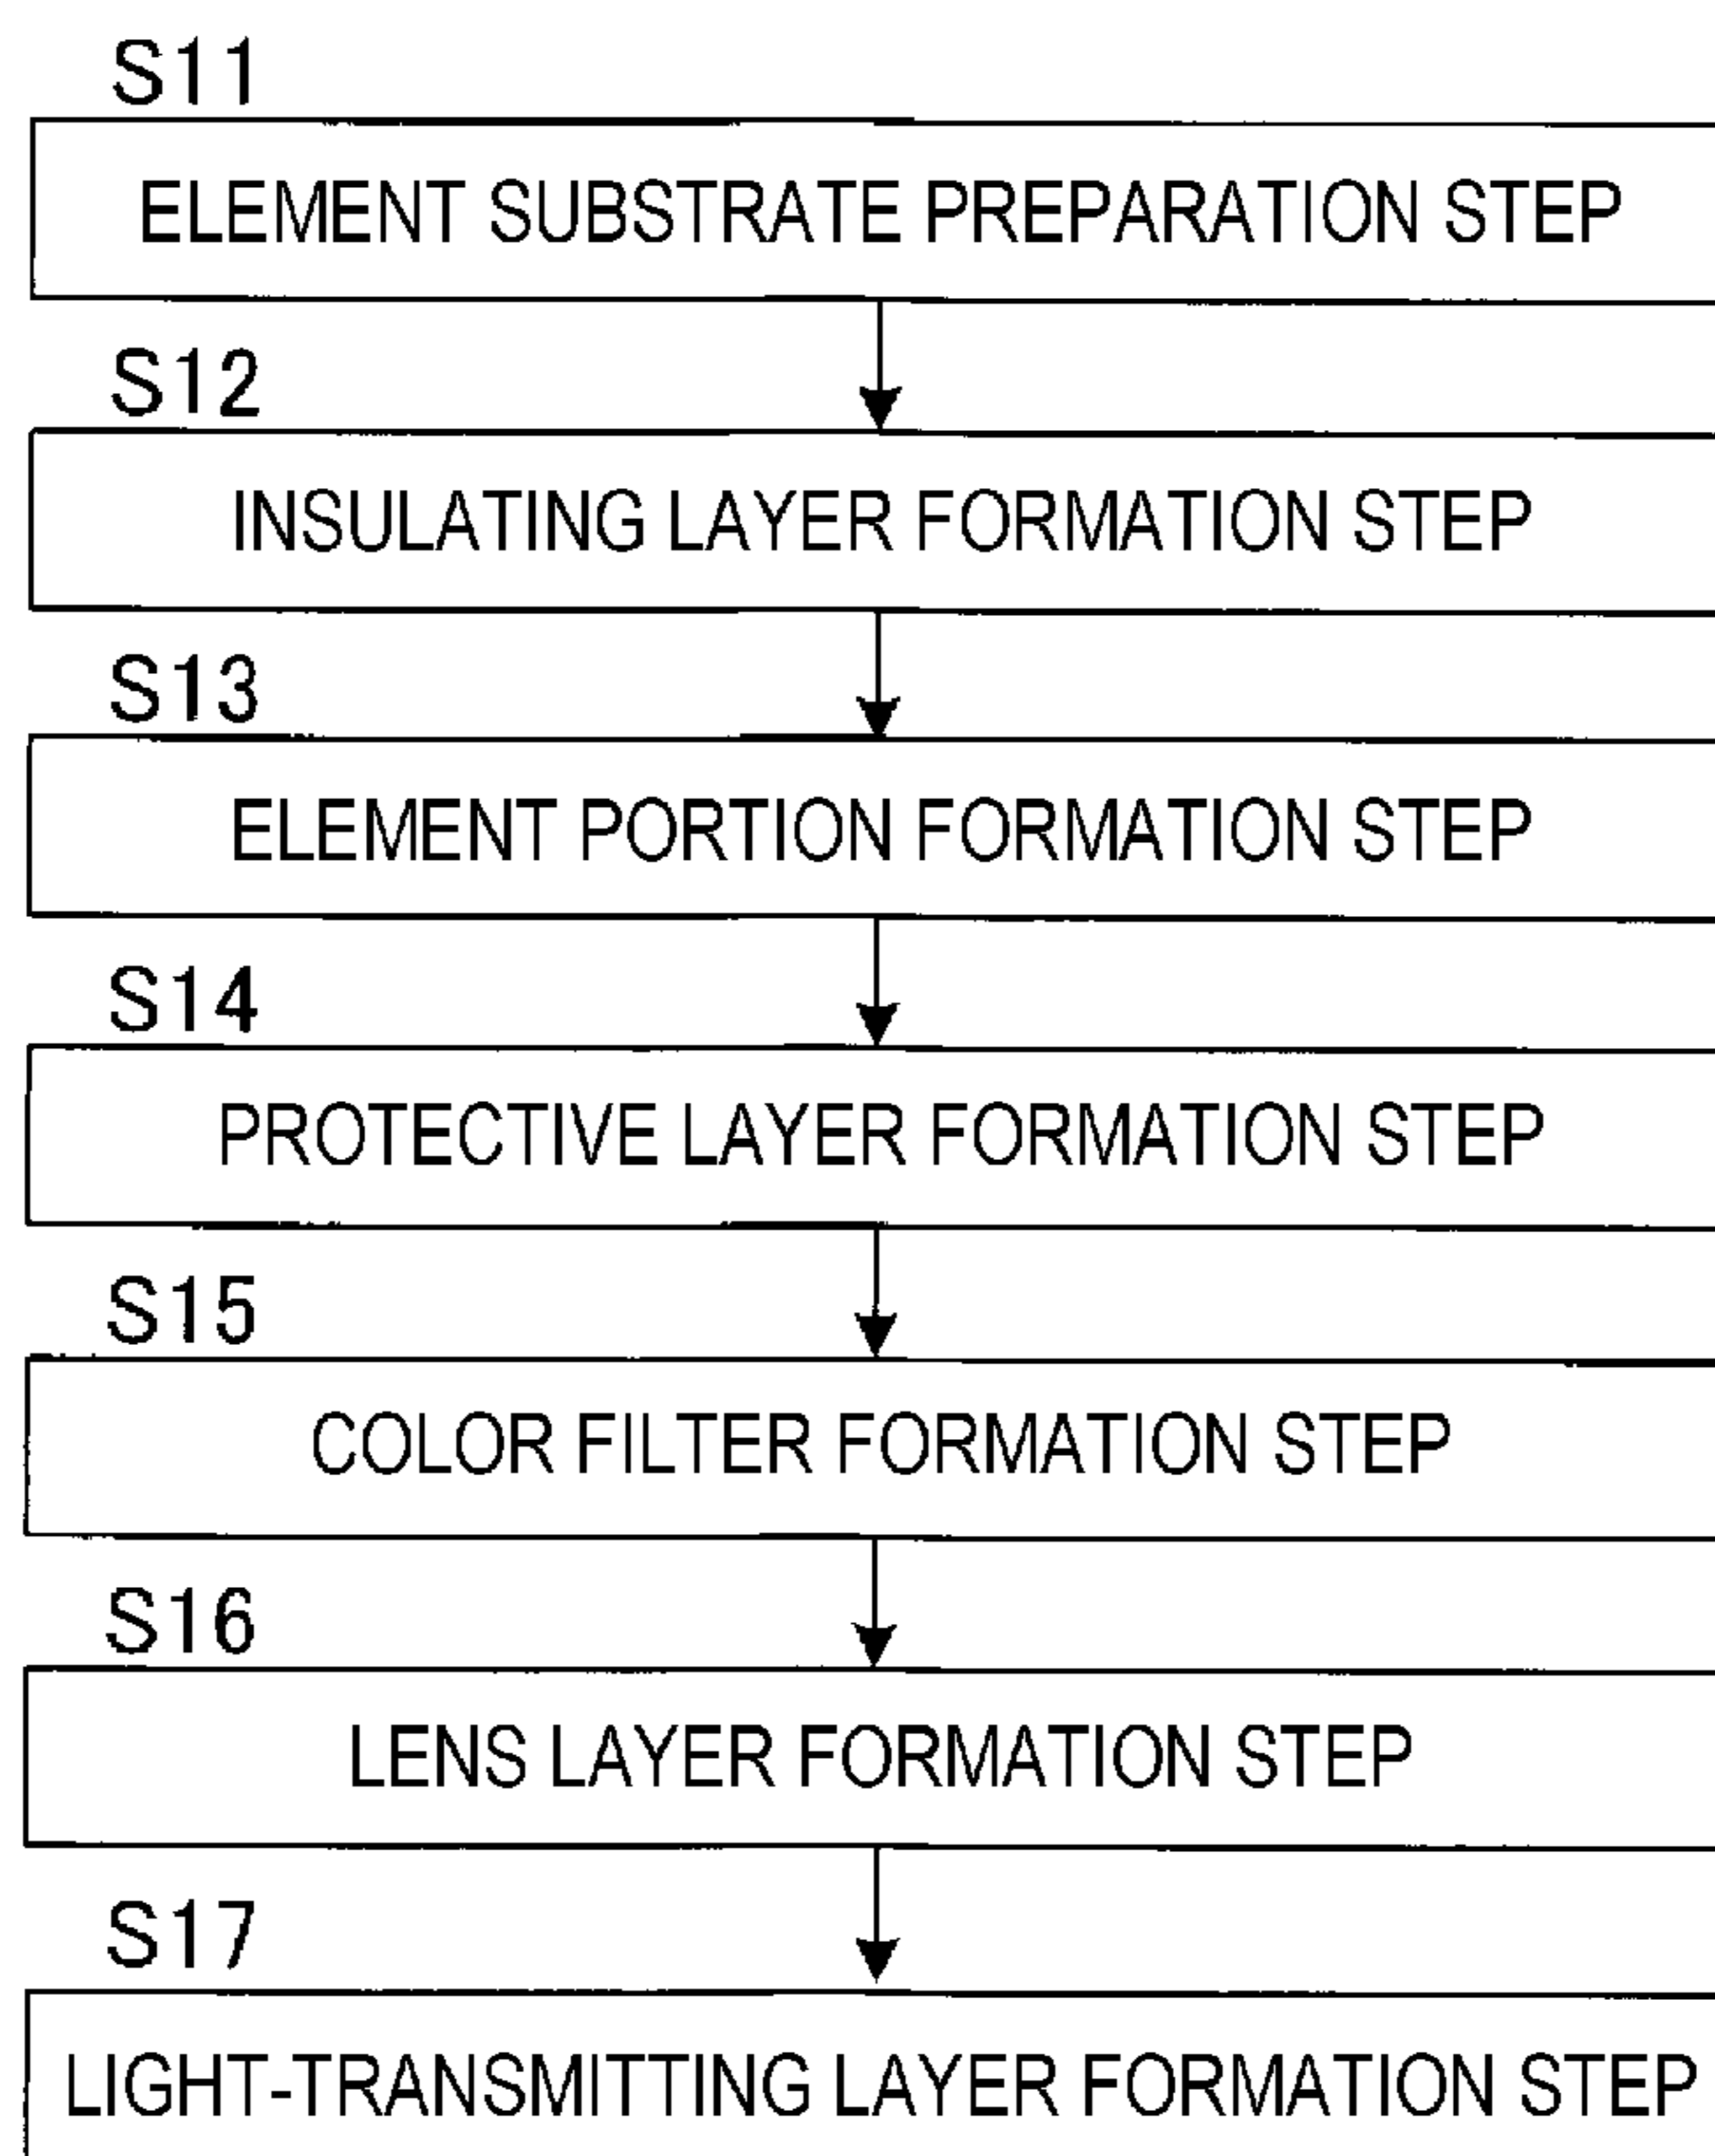 S11
ELEMENT SUBSTRATE PREPARATION STEP
S12
INSULATING LAYER FORMATION STEP
S13
ELEMENT PORTION FORMATION STEP
S14
PROTECTIVE LAYER FORMATION STEP
S15
COLOR FILTER FORMATION STEP
S16
LENS LAYER FORMATION STEP
S17
LIGHT-TRANSMITTING LAYER FORMATION STEP